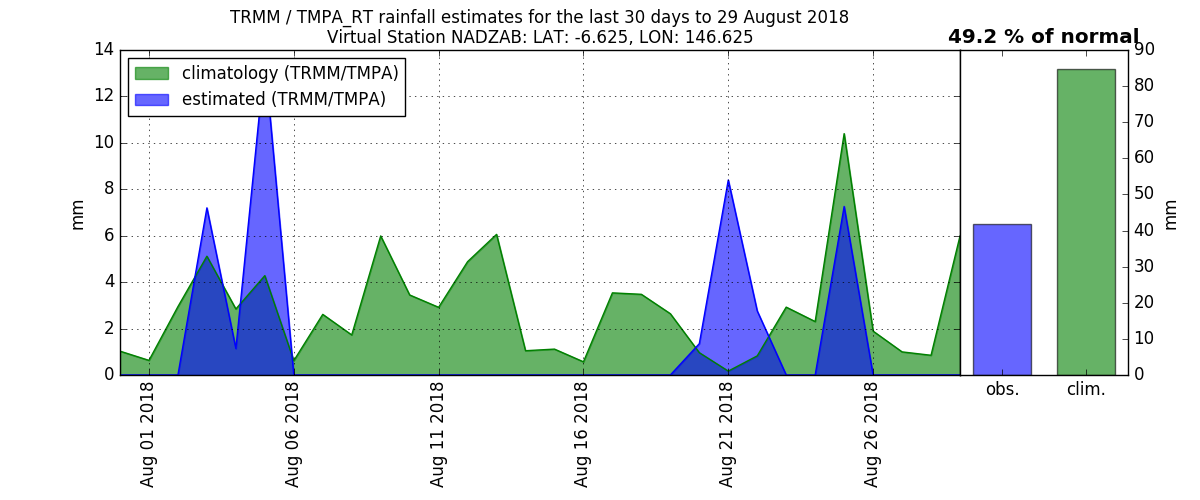 TRMM / TMPA_RT rainfall estimates for the last 30 days to 29 August 2018
Virtual Station NADZAB: LAT: -6.625, LON: 146.625
49.2 % of normal
climatology (TRMM/TMPA)
estimated (TRMM/TMPA)
14
12
10
8
6
4
2
0
mm
Aug 01 2018
Aug 06 2018
Aug 11 2018
Aug 16 2018
Aug 21 2018
Aug 26 2018
90
80
70
60
50
40
30
20
10
0
mm
obs.
clim.